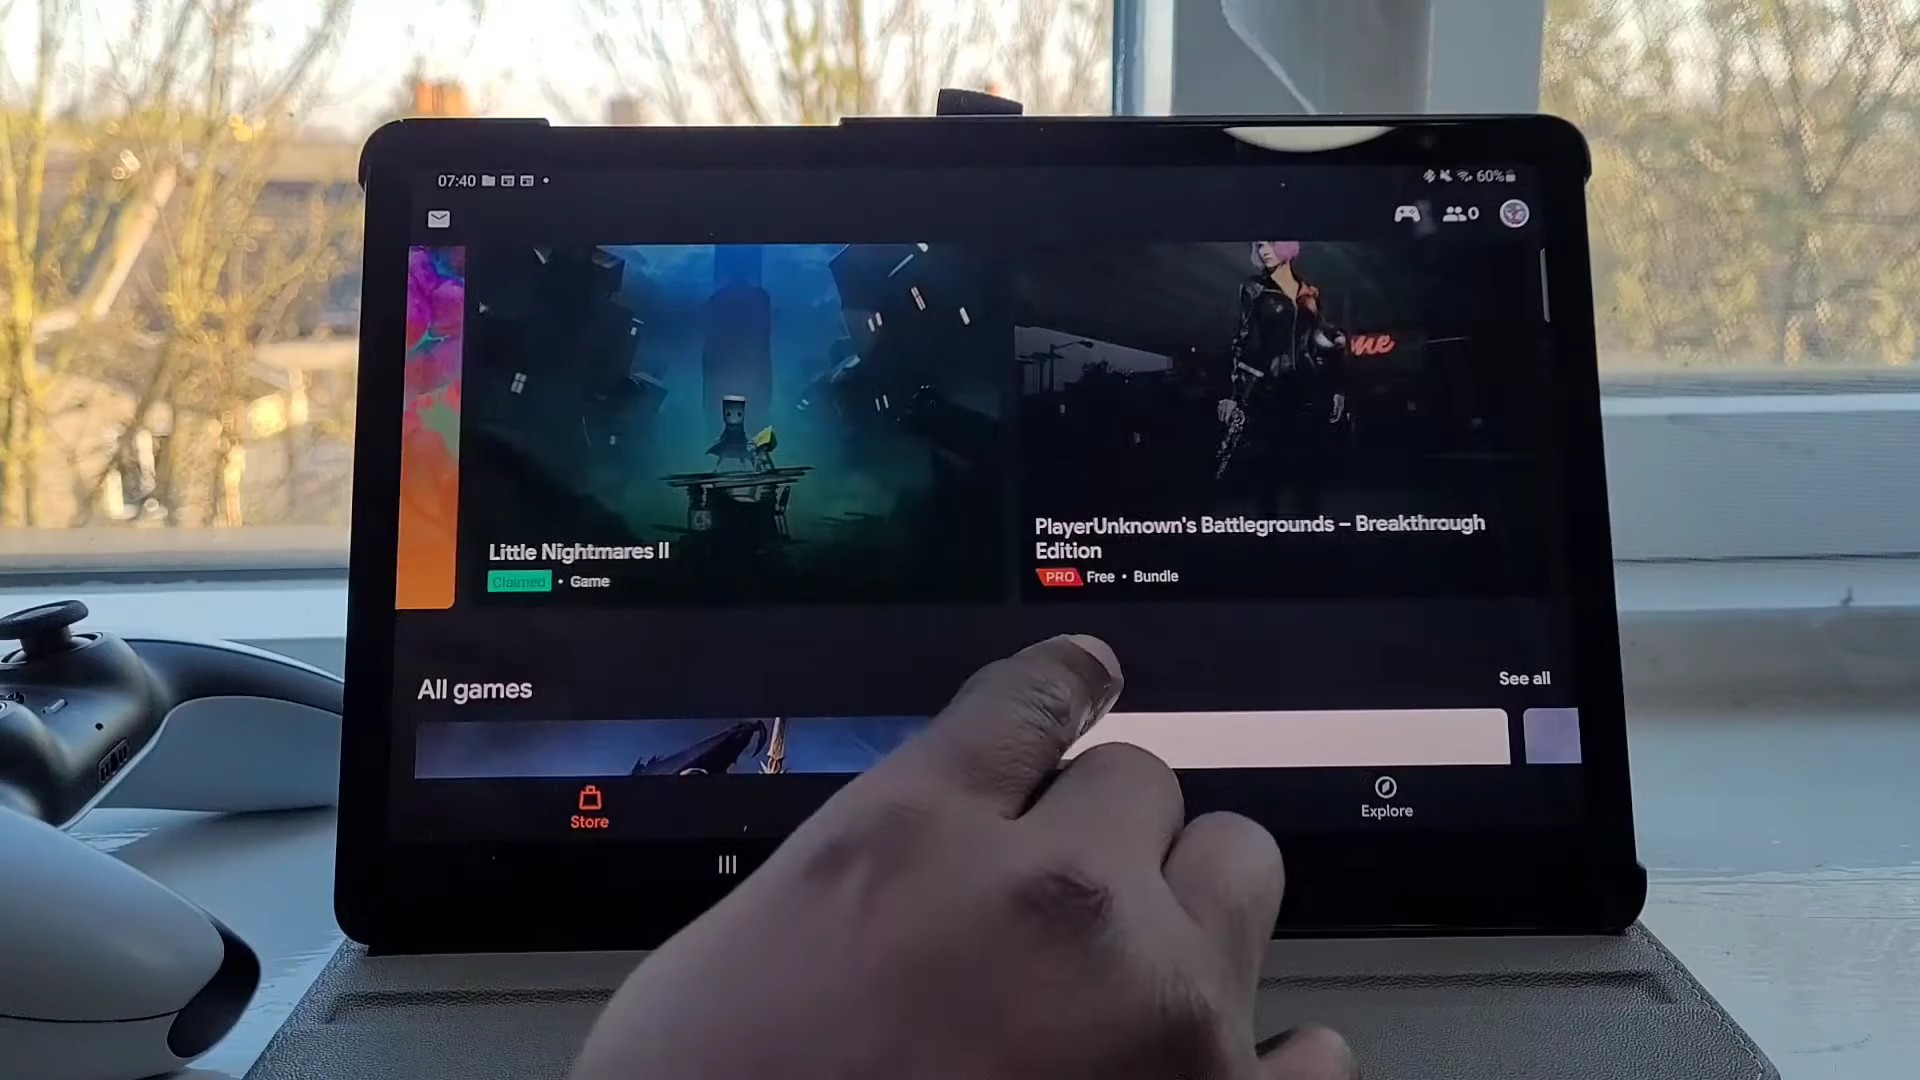 07:40
60%
0
me
Little Nightmares II
Claimed • Game
PlayerUnknown's Battlegrounds – Breakthrough
Edition
PRO Free • Bundle
All games
See all
Store
Explore